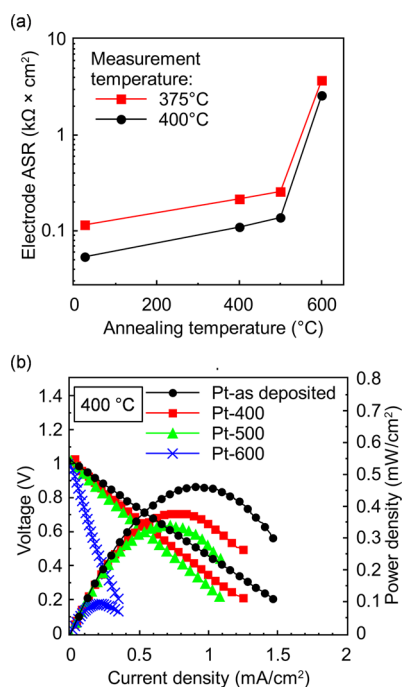 (a)
10
1
0.1
Electrode ASR (kΩ × cm²)
Measurement
temperature:
375°C
400°C
0
200
400
600
Annealing temperature (°C)
(b)
1.4
1.2
1
0.8
0.6
0.4
0.2
0
Voltage (V)
400 °C
Pt-as deposited
Pt-400
Pt-500
Pt-600
0.8
0.7
0.6
0.5
0.4
0.3
0.2
0.1
0
Power density (mW/cm²)
0
0.5
1
1.5
2
Current density (mA/cm²)